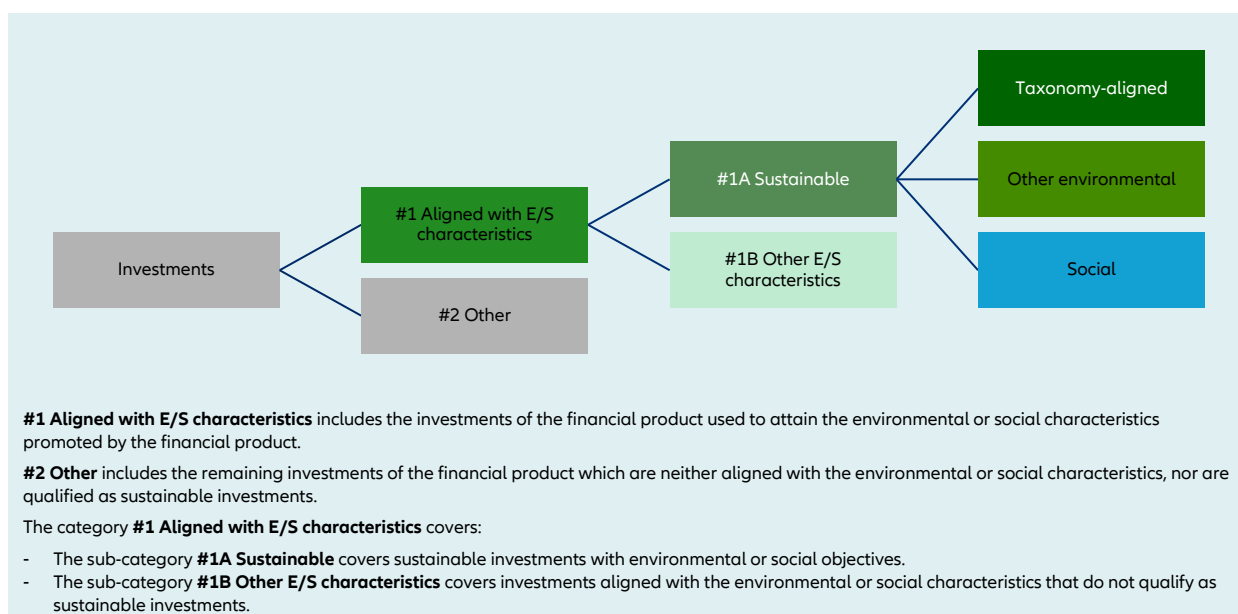 Taxonomy-aligned
#1A Sustainable
Other environmental
#1 Aligned with E/S
characteristics
Investments
#1B Other E/S
characteristics
Social
#2 Other
#1 Aligned with E/S characteristics includes the investments of the financial product used to attain the environmental or social characteristics
promoted by the financial product.
#2 Other includes the remaining investments of the financial product which are neither aligned with the environmental or social characteristics, nor are
qualified as sustainable investments.
The category #1 Aligned with E/S characteristics covers:
- The sub-category #1A Sustainable covers sustainable investments with environmental or social objectives.
- The sub-category #1B Other E/S characteristics covers investments aligned with the environmental or social characteristics that do not qualify as
sustainable investments.